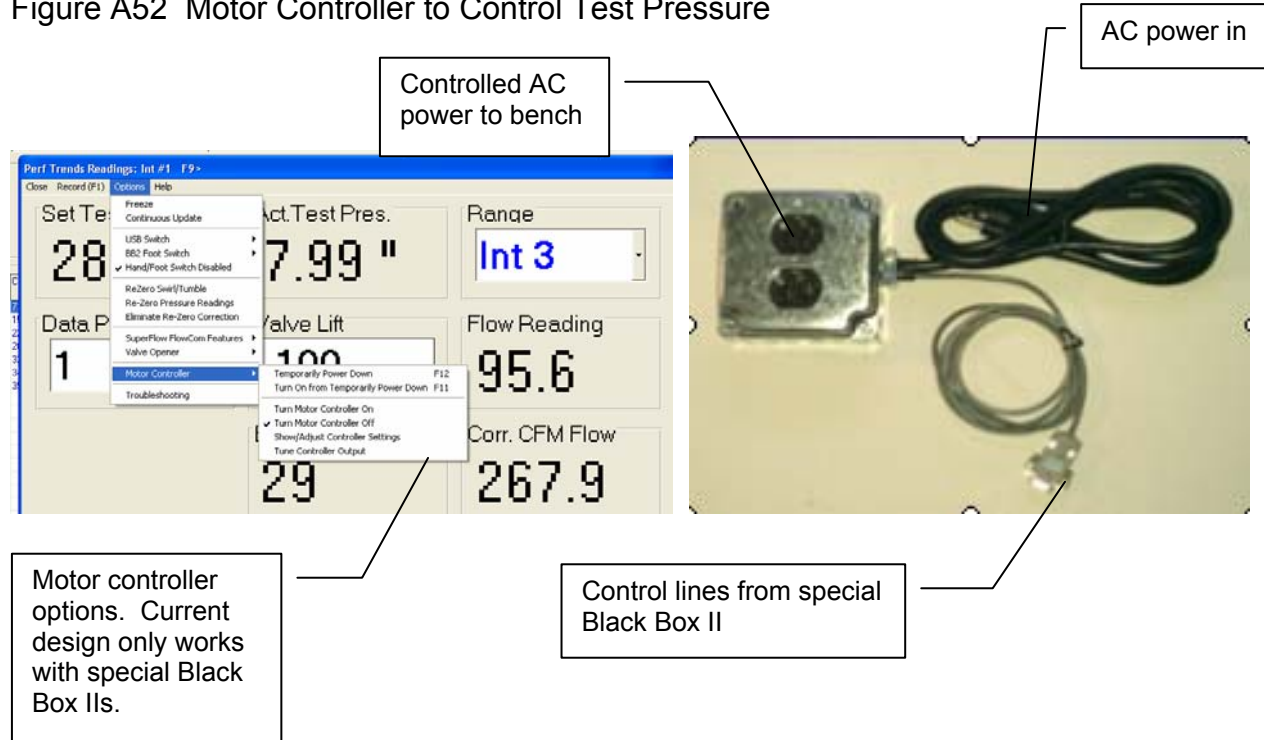 Figure A52 Motor Controller to Control Test Pressure
AC power in
Controlled AC
power to bench
Perf Trends Readings: Int #1 F9>
Close Record (F1) Options Help
Freeze
Continuous Update
USB Switch
BB2 Foot Switch
Hand/Foot Switch Disabled
ReZero Swirl/Tumble
Re-Zero Pressure Readings
Eliminate Re-Zero Correction
SuperFlow FlowCom Features
Valve Opener
Motor Controller
Troubleshooting
Temporarily Power Down F12
Turn On from Temporarily Power Down F11
Turn Motor Controller On
Turn Motor Controller Off
Show/Adjust Controller Settings
Tune Controller Output
Set Te
28
Act.Test Pres.
7.99 "
Range
Int 3
Data P
1
Valve Lift
.100
Flow Reading
95.6
29
Corr. CFM Flow
267.9
Motor controller
options. Current
design only works
with special Black
Box IIs.
Control lines from special
Black Box II